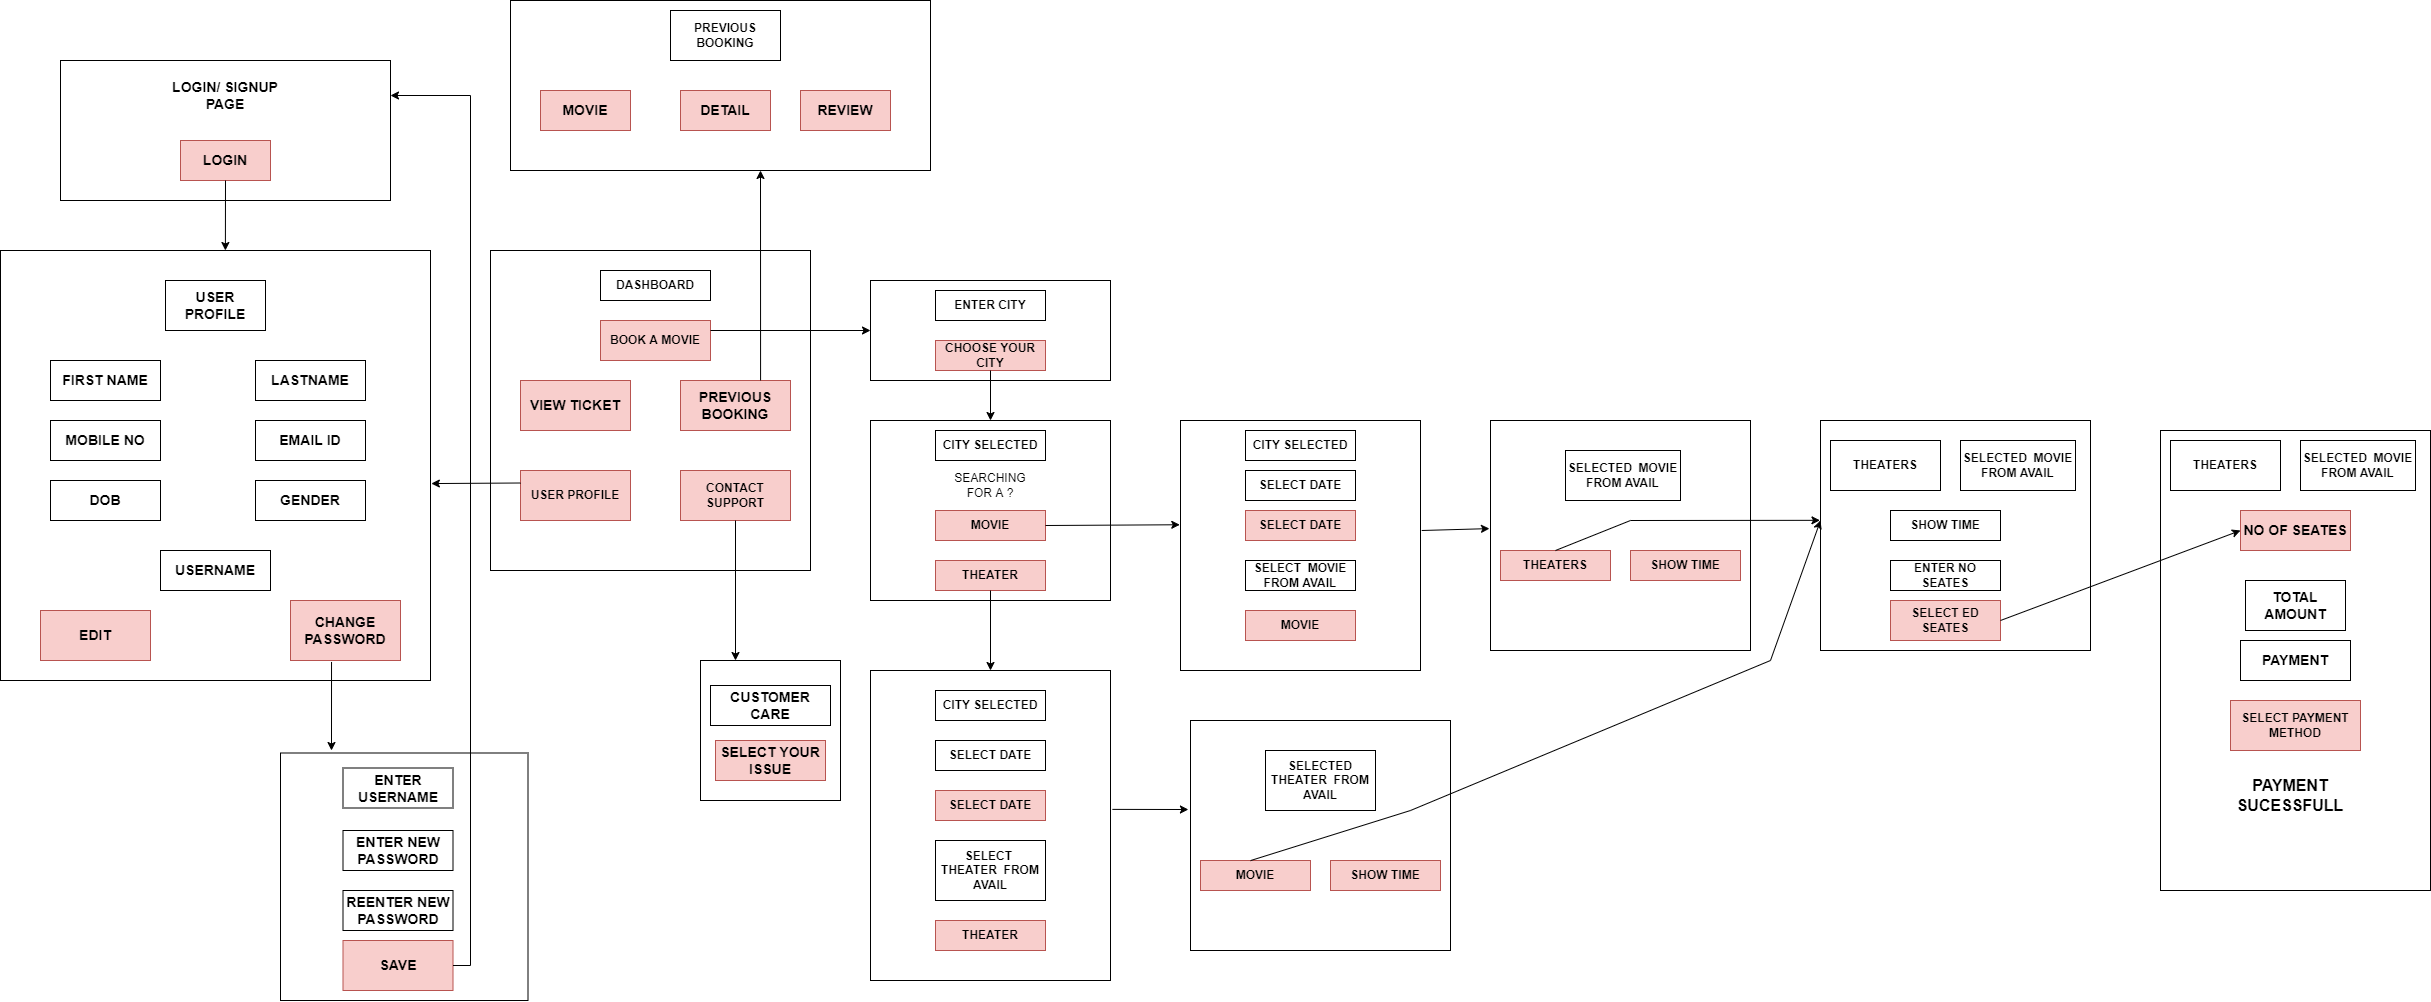 PREVIOUS
BOOKING
MOVIE
DETAIL
REVIEW
LOGIN/ SIGNUP
PAGE
LOGIN
USER
PROFILE
FIRST NAME
LASTNAME
MOBILE NO
EMAIL ID
DOB
GENDER
USERNAME
EDIT
CHANGE
PASSWORD
ENTER
USERNAME
ENTER NEW
PASSWORD
REENTER NEW
PASSWORD
SAVE
DASHBOARD
BOOK A MOVIE
VIEW TICKET
PREVIOUS
BOOKING
USER PROFILE
CONTACT
SUPPORT
CUSTOMER
CARE
SELECT YOUR
ISSUE
ENTER CITY
CHOOSE YOUR
CITY
CITY SELECTED
SEARCHING
FOR A ?
MOVIE
THEATER
CITY SELECTED
SELECT DATE
SELECT DATE
SELECT
THEATER FROM
AVAIL
THEATER
CITY SELECTED
SELECT DATE
SELECT DATE
SELECT MOVIE
FROM AVAIL
MOVIE
SELECTED
THEATER FROM
AVAIL
MOVIE
SHOW TIME
SELECTED MOVIE
FROM AVAIL
THEATERS
SHOW TIME
THEATERS
SELECTED MOVIE
FROM AVAIL
SHOW TIME
ENTER NO
SEATES
SELECT ED
SEATES
THEATERS
SELECTED MOVIE
FROM AVAIL
NO OF SEATES
TOTAL
AMOUNT
PAYMENT
SELECT PAYMENT
METHOD
PAYMENT
SUCESSFULL